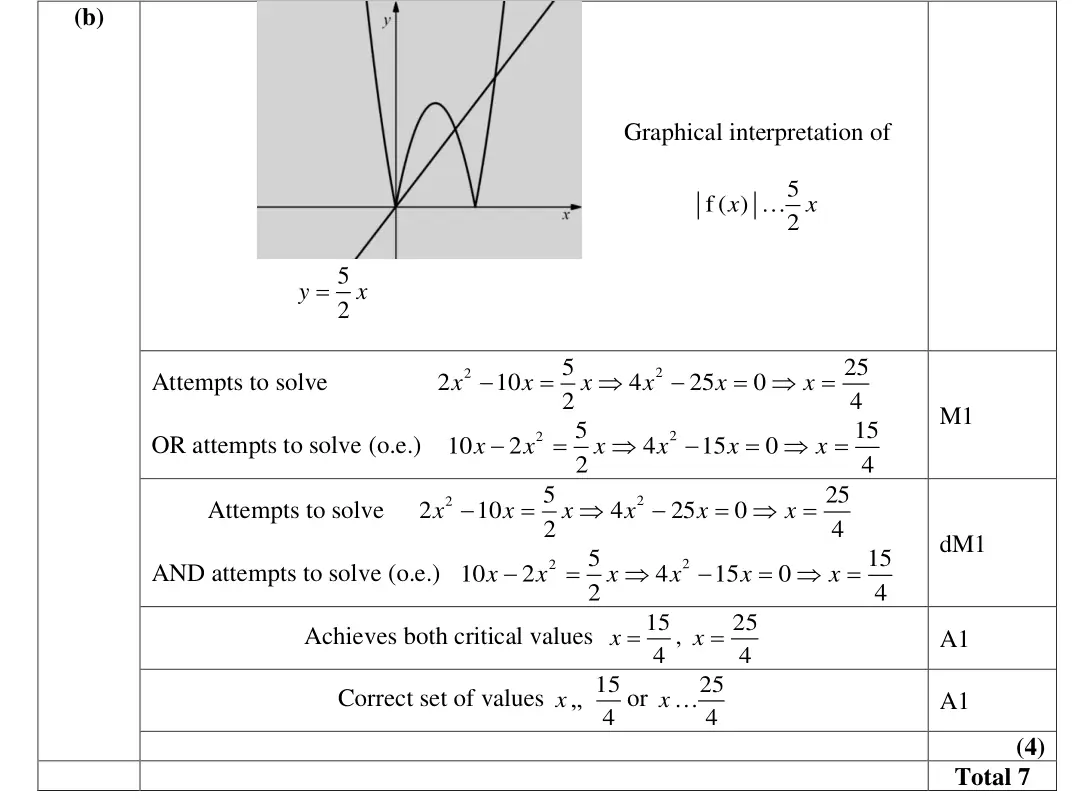 (b)
y
x
Graphical interpretation of
|f(x)|…5/2 x
y = 5/2 x
Attempts to solve 2x² − 10x = 5/2 x ⇒ 4x² − 25x = 0 ⇒ x = 25/4
M1
OR attempts to solve (o.e.) 10x − 2x² = 5/2 x ⇒ 4x² − 15x = 0 ⇒ x = 15/4
Attempts to solve 2x² − 10x = 5/2 x ⇒ 4x² − 25x = 0 ⇒ x = 25/4
dM1
AND attempts to solve (o.e.) 10x − 2x² = 5/2 x ⇒ 4x² − 15x = 0 ⇒ x = 15/4
Achieves both critical values x = 15/4 , x = 25/4 A1
Correct set of values x „ 15/4 or x … 25/4 A1
(4)
Total 7